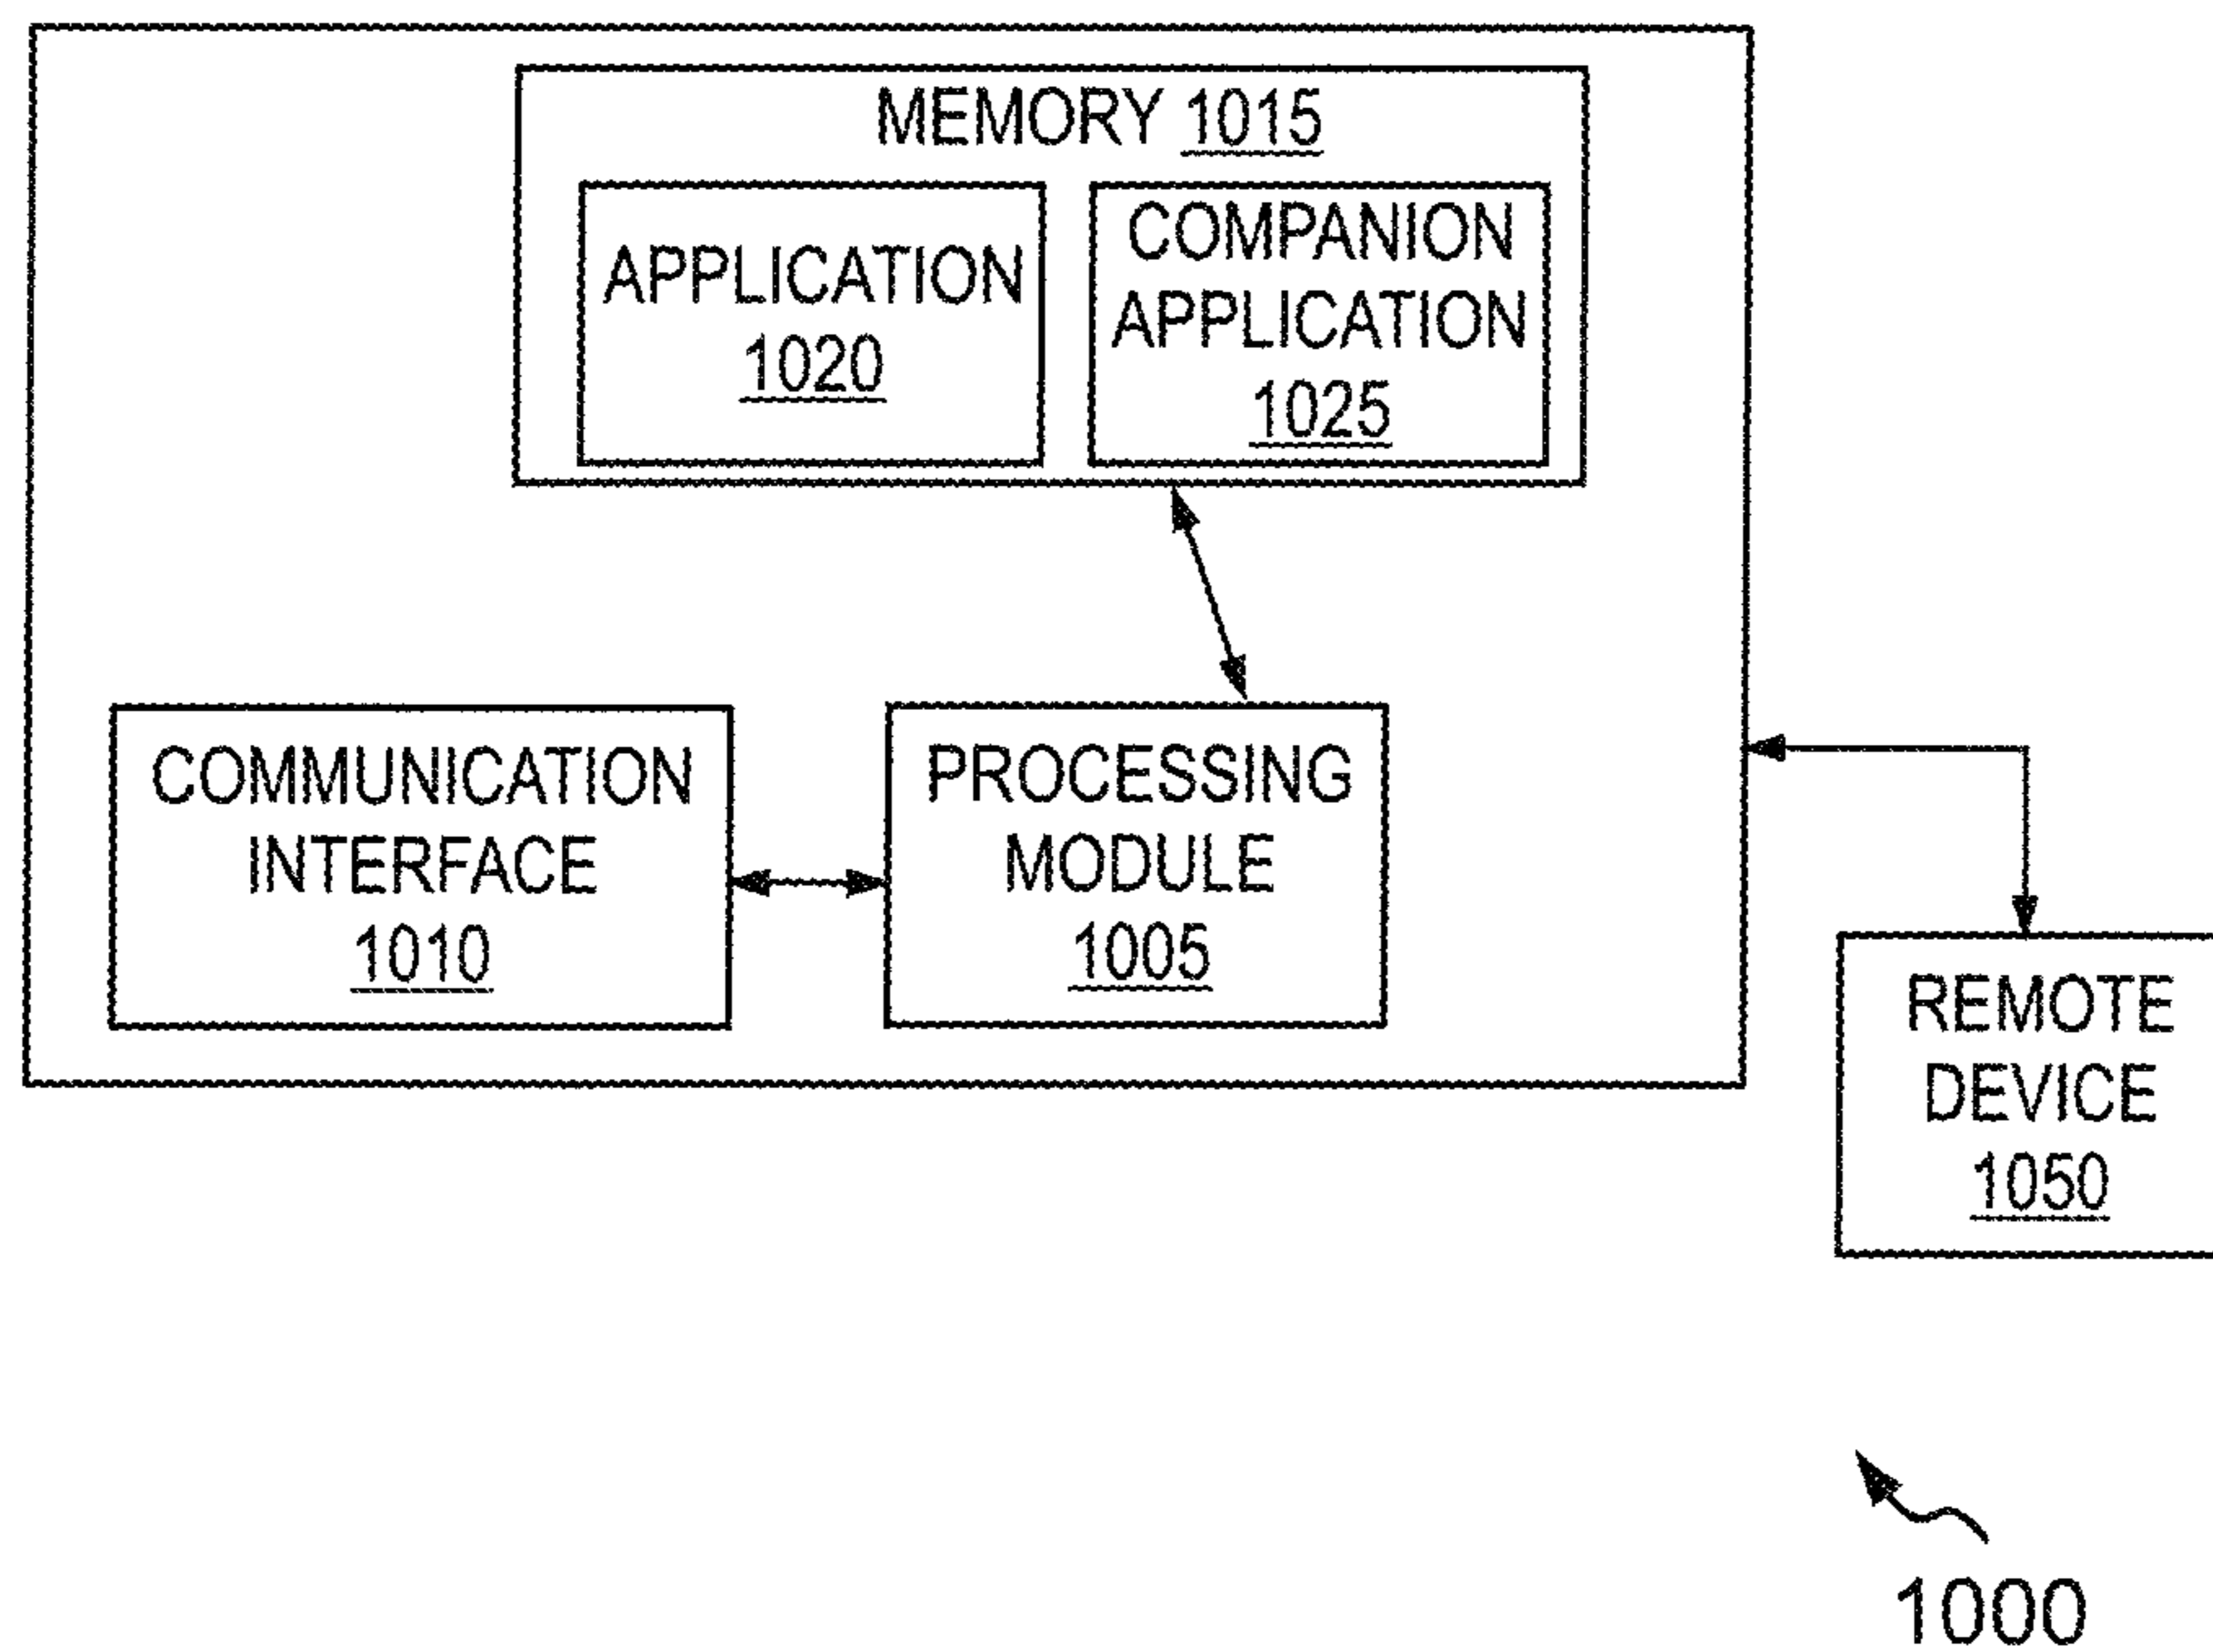 MEMORY 1015
APPLICATION
1020
COMPANION
APPLICATION
1025
COMMUNICATION
INTERFACE
1010
PROCESSING
MODULE
1005
REMOTE
DEVICE
1050
1000